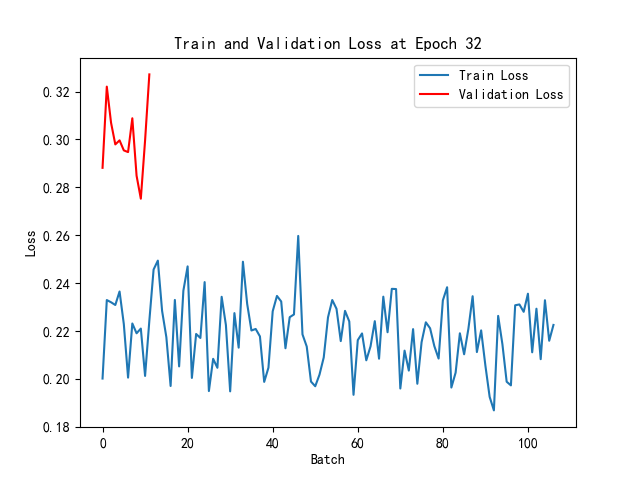 Train and Validation Loss at Epoch 32
Train Loss
Validation Loss
0.32
0.30
0.28
0.26
0.24
0.22
0.20
0.18
Loss
0 20 40 60 80 100
Batch